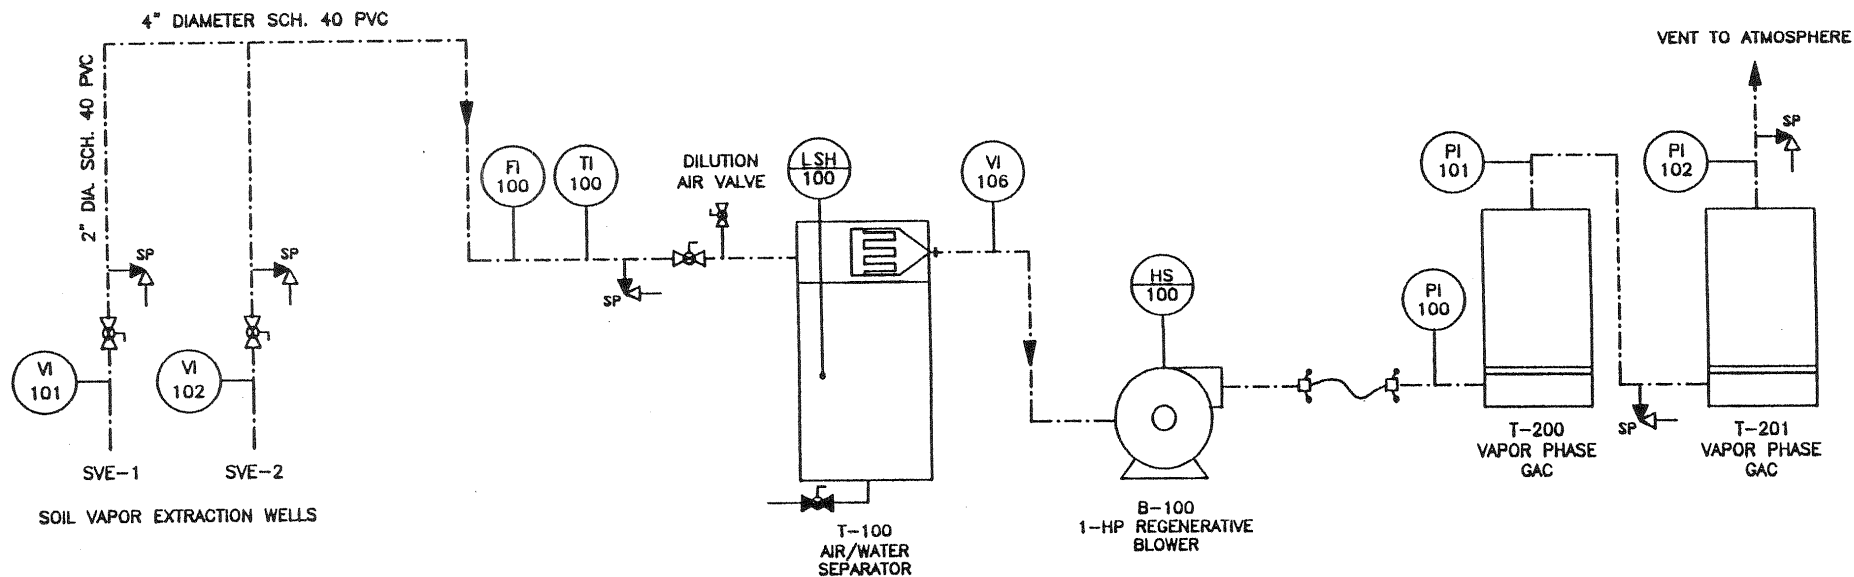 4" DIAMETER SCH. 40 PVC
2" DIA. SCH. 40 PVC
SP
SP
VI
101
VI
102
SVE-1
SVE-2
SOIL VAPOR EXTRACTION WELLS
FI
100
TI
100
SP
DILUTION
AIR VALVE
LSH
100
VI
106
T-100
AIR/WATER
SEPARATOR
HS
100
B-100
1-HP REGENERATIVE
BLOWER
PI
100
PI
101
T-200
VAPOR PHASE
GAC
SP
PI
102
SP
VENT TO ATMOSPHERE
T-201
VAPOR PHASE
GAC